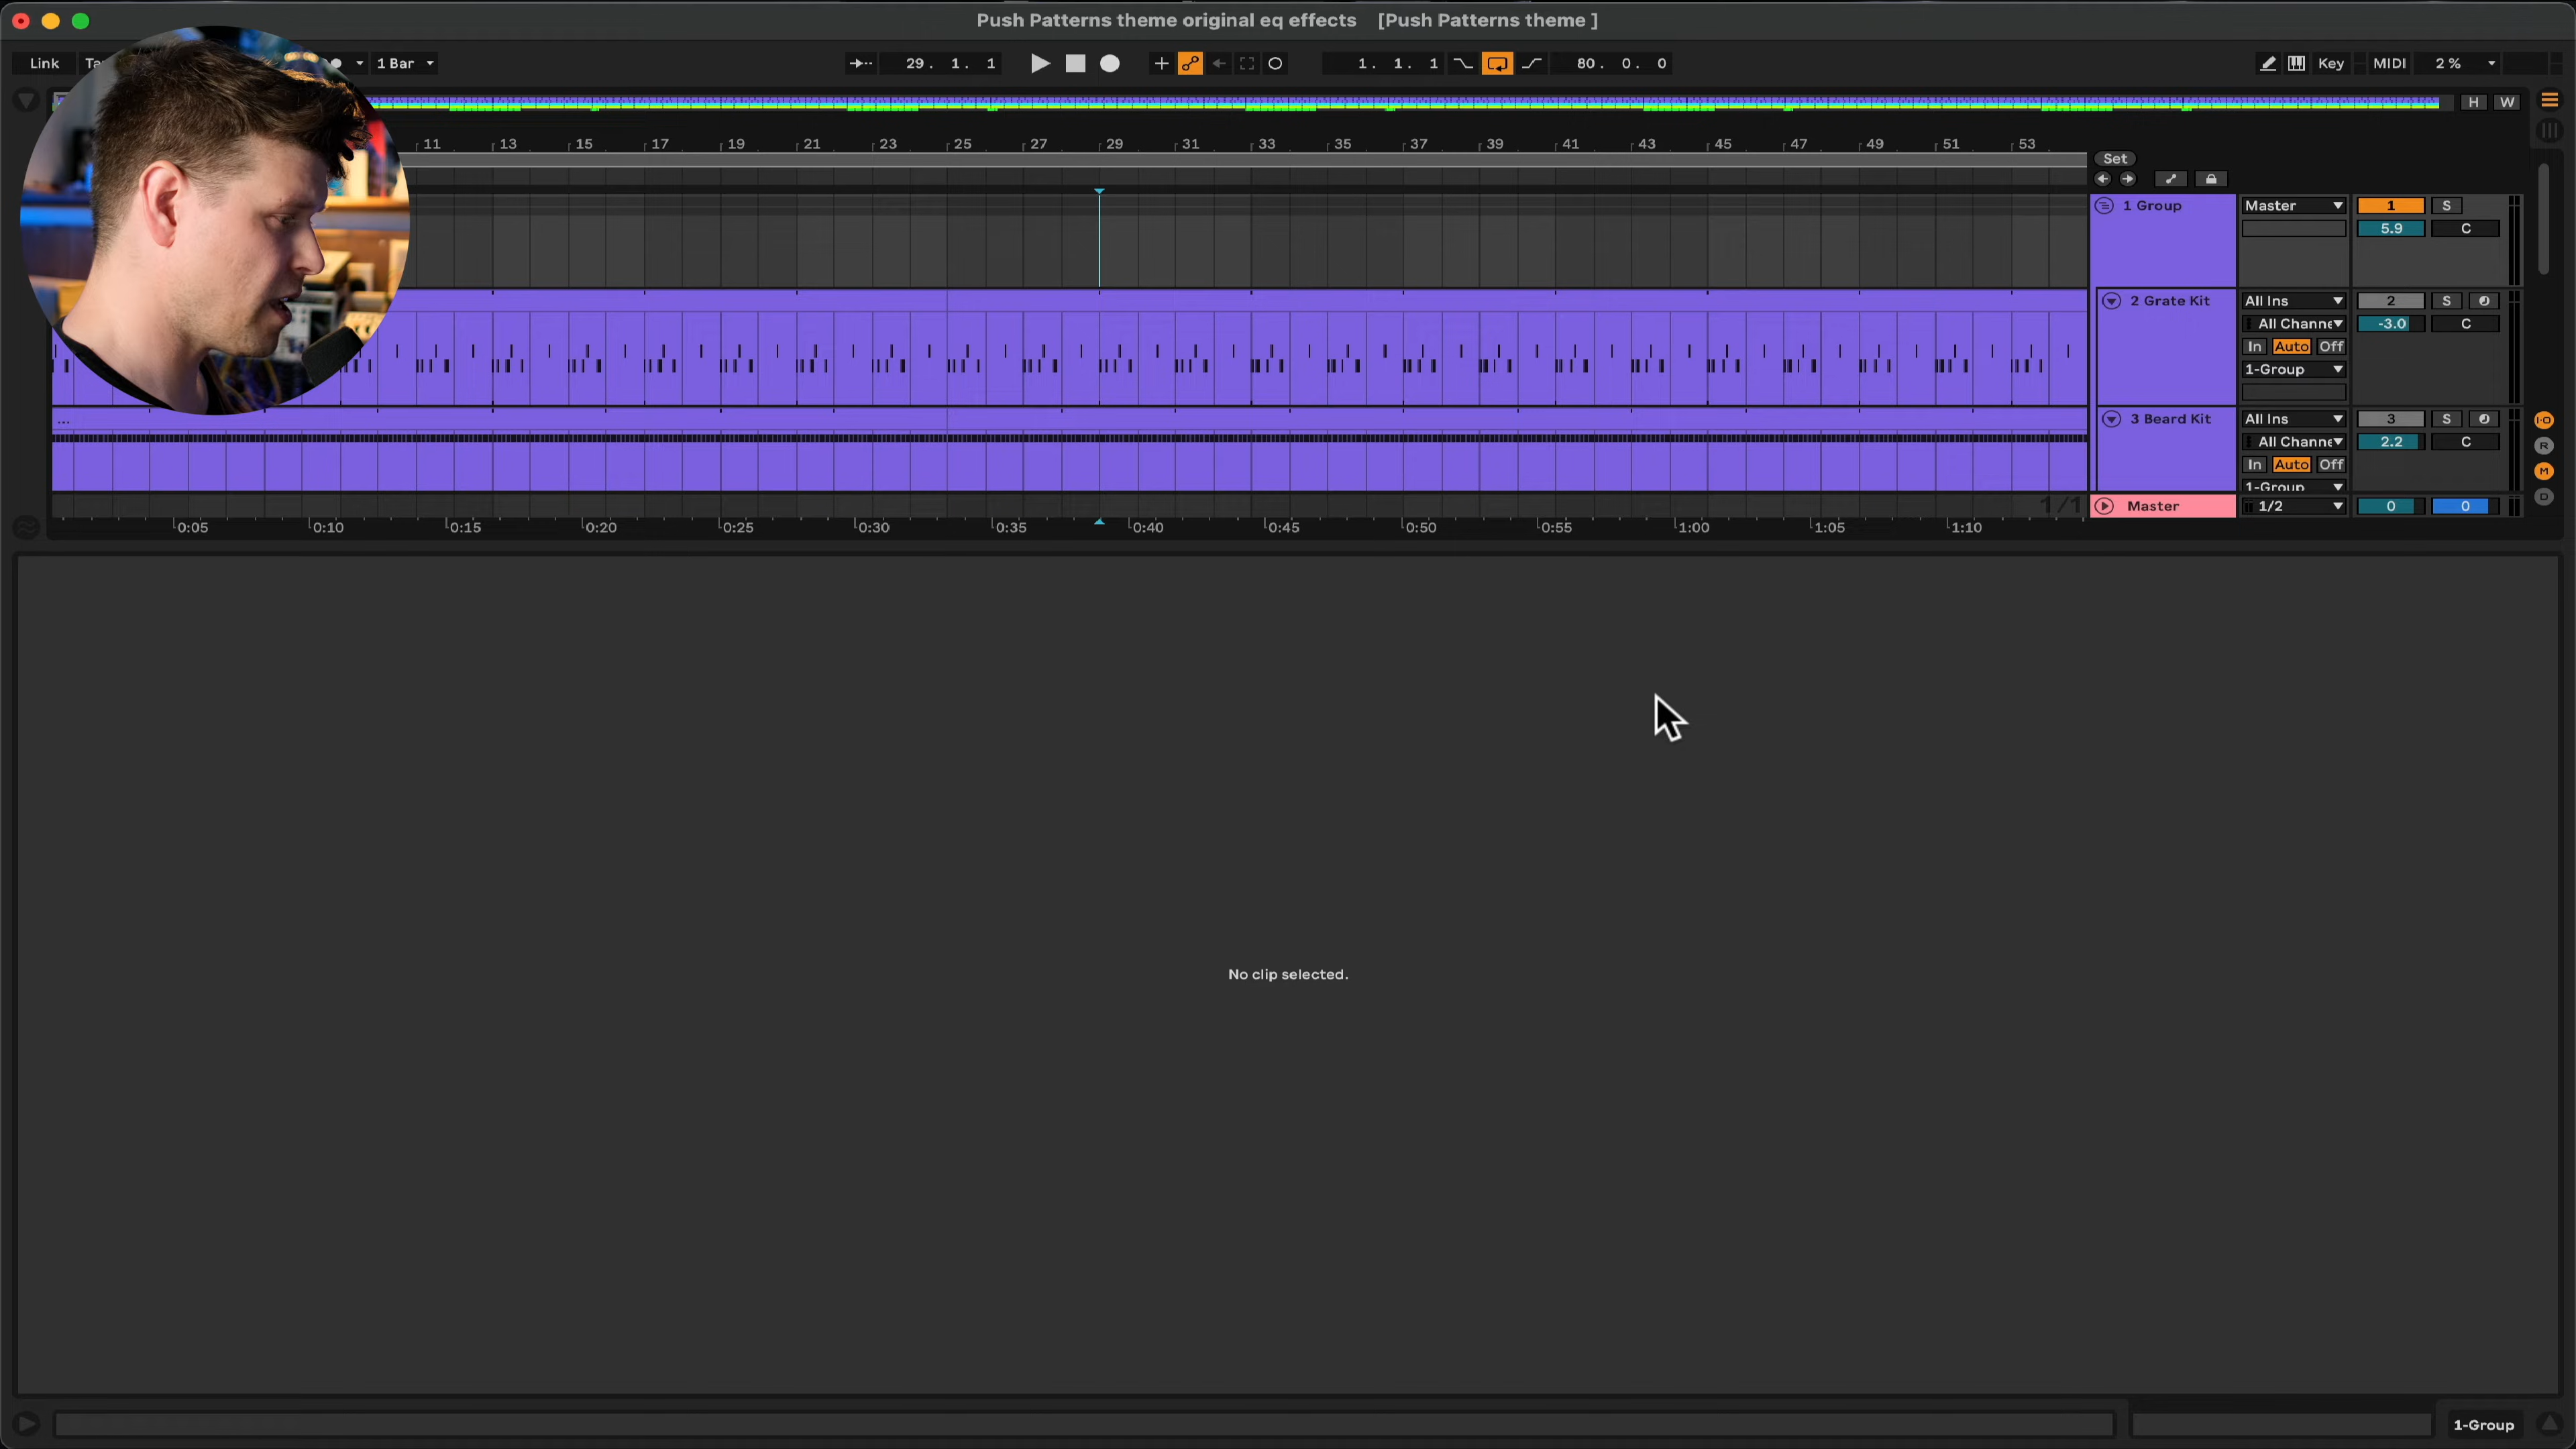 Push Patterns theme original eq effects [Push Patterns theme ]
Link
1 Bar
29. 1. 1
1. 1. 1
80. 0. 0
Key
MIDI
2 %
H
W
11 13 15 17 19 21 23 25 27 29 31 33 35 37 39 41 43 45 47 49 51 53
Set
1 Group
Master
1
S
5.9
C
2 Grate Kit
All Ins
2
S
All Channe
-3.0
C
In
Auto
Off
1-Group
...
3 Beard Kit
All Ins
3
S
All Channe
2.2
C
In
Auto
Off
1-Group
I·O
R
M
D
1/1
Master
1/2
0
0
0:05 0:10 0:15 0:20 0:25 0:30 0:35 0:40 0:45 0:50 0:55 1:00 1:05 1:10
No clip selected.
1-Group